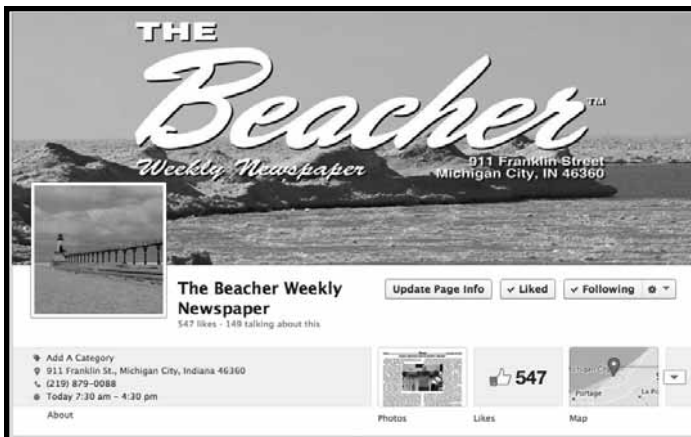 THE
Beacher™
Weekly Newspaper
911 Franklin Street
Michigan City, IN 46360
The Beacher Weekly
Newspaper
547 likes · 149 talking about this
Update Page Info
✓ Liked
✓ Following
Add A Category
911 Franklin St., Michigan City, Indiana 46360
(219) 879-0088
Today 7:30 am – 4:30 pm
About
Photos
547
Likes
Portage
Map